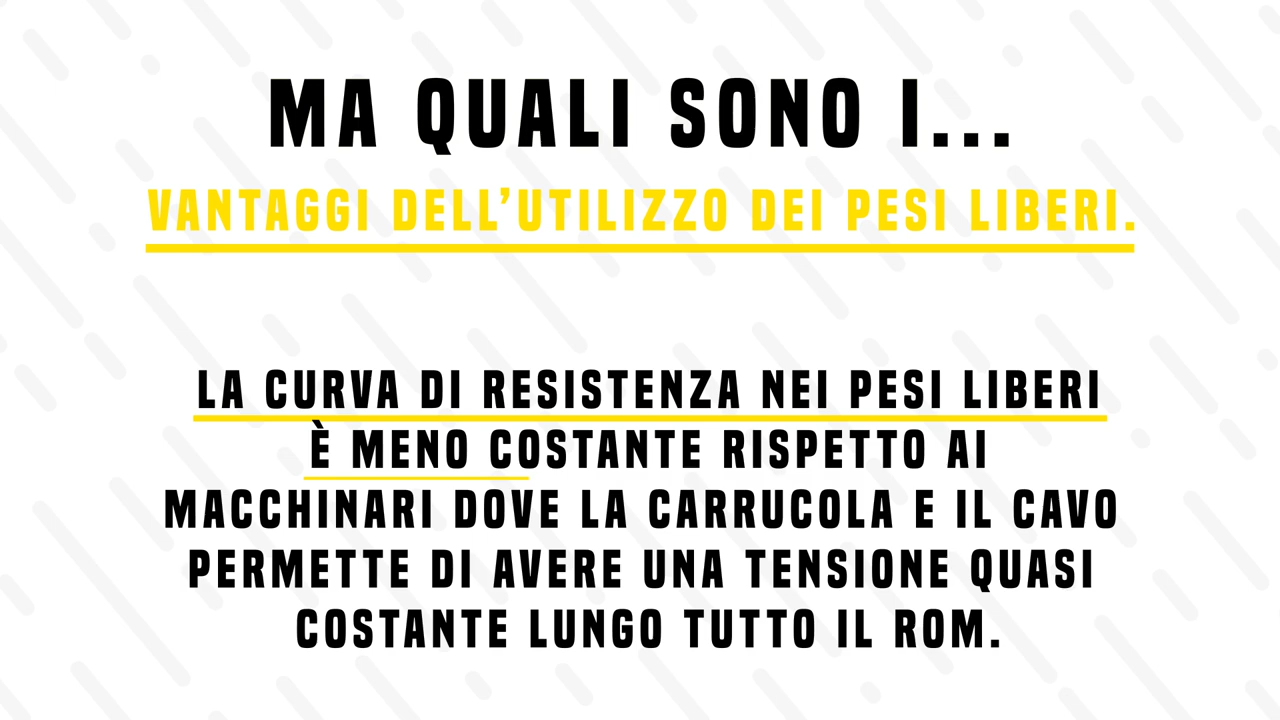 MA QUALI SONO I...
VANTAGGI DELL’UTILIZZO DEI PESI LIBERI.
LA CURVA DI RESISTENZA NEI PESI LIBERI
È MENO COSTANTE RISPETTO AI
MACCHINARI DOVE LA CARRUCOLA E IL CAVO
PERMETTE DI AVERE UNA TENSIONE QUASI
COSTANTE LUNGO TUTTO IL ROM.